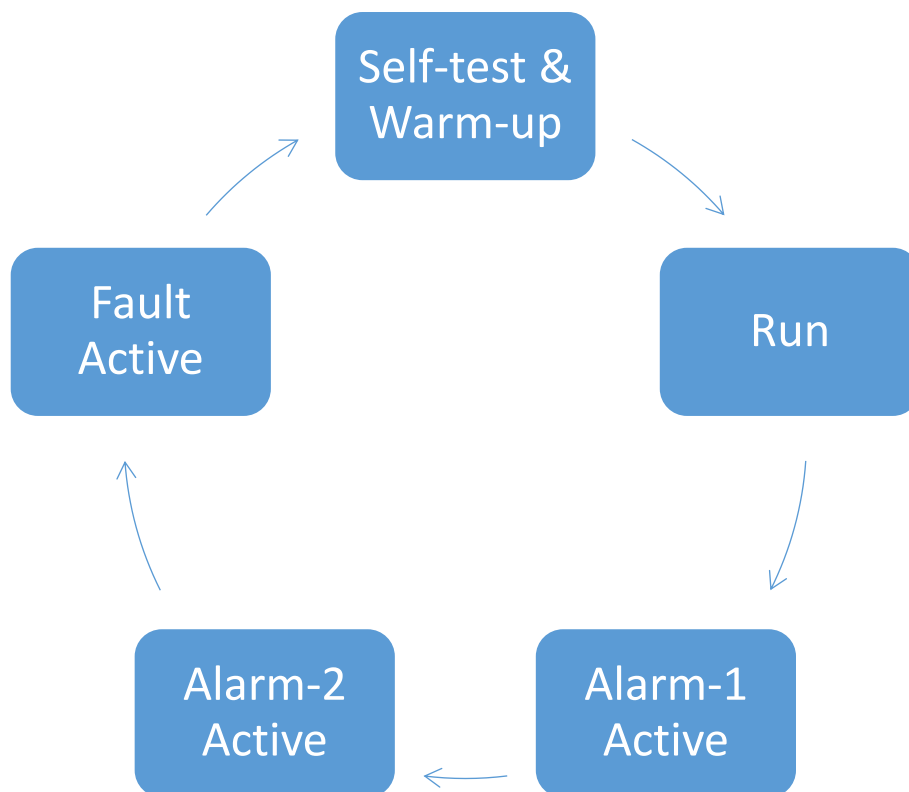 Self-test &
Warm-up
Run
Alarm-1
Active
Alarm-2
Active
Fault
Active